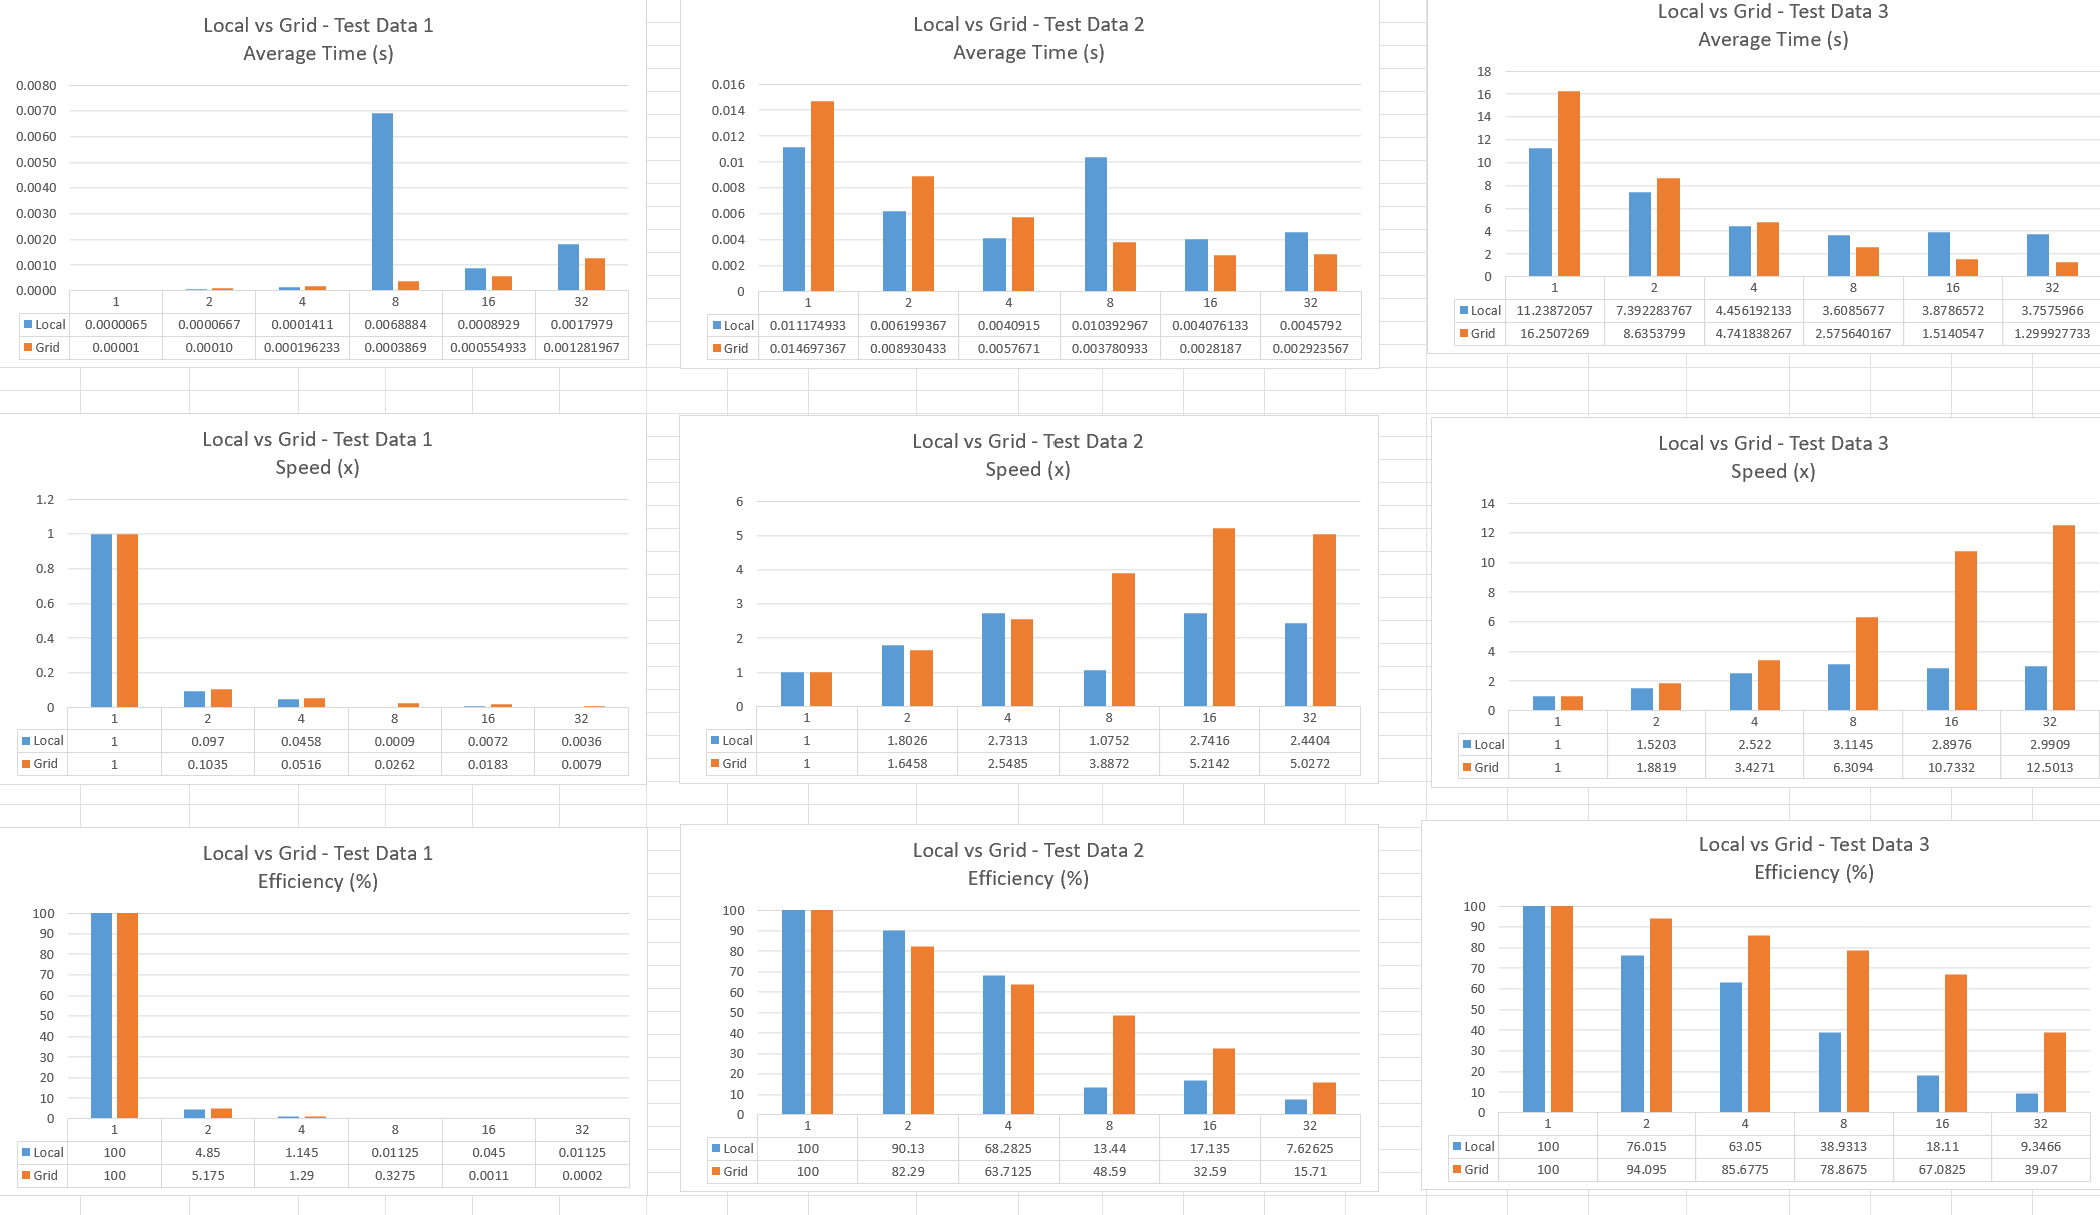 Local vs Grid - Test Data 1
Average Time (s)
0.0080
0.0070
0.0060
0.0050
0.0040
0.0030
0.0020
0.0010
0.0000
1 2 4 8 16 32
Local 0.0000065 0.0000667 0.0001411 0.0068884 0.0008929 0.0017979
Grid 0.00001 0.00010 0.000196233 0.0003869 0.000554933 0.001281967
Local vs Grid - Test Data 2
Average Time (s)
0.016
0.014
0.012
0.01
0.008
0.006
0.004
0.002
0
1 2 4 8 16 32
Local 0.011174933 0.006199367 0.0040915 0.010392967 0.004076133 0.0045792
Grid 0.014697367 0.008930433 0.0057671 0.003780933 0.0028187 0.002923567
Local vs Grid - Test Data 3
Average Time (s)
18
16
14
12
10
8
6
4
2
0
1 2 4 8 16 32
Local 11.23872057 7.392283767 4.456192133 3.6085677 3.8786572 3.7575966
Grid 16.2507269 8.6353799 4.741838267 2.575640167 1.5140547 1.299927733
Local vs Grid - Test Data 1
Speed (x)
1.2
1
0.8
0.6
0.4
0.2
0
1 2 4 8 16 32
Local 1 0.097 0.0458 0.0009 0.0072 0.0036
Grid 1 0.1035 0.0516 0.0262 0.0183 0.0079
Local vs Grid - Test Data 2
Speed (x)
6
5
4
3
2
1
0
1 2 4 8 16 32
Local 1 1.8026 2.7313 1.0752 2.7416 2.4404
Grid 1 1.6458 2.5485 3.8872 5.2142 5.0272
Local vs Grid - Test Data 3
Speed (x)
14
12
10
8
6
4
2
0
1 2 4 8 16 32
Local 1 1.5203 2.522 3.1145 2.8976 2.9909
Grid 1 1.8819 3.4271 6.3094 10.7332 12.5013
Local vs Grid - Test Data 1
Efficiency (%)
100
90
80
70
60
50
40
30
20
10
0
1 2 4 8 16 32
Local 100 4.85 1.145 0.01125 0.045 0.01125
Grid 100 5.175 1.29 0.3275 0.0011 0.0002
Local vs Grid - Test Data 2
Efficiency (%)
100
90
80
70
60
50
40
30
20
10
0
1 2 4 8 16 32
Local 100 90.13 68.2825 13.44 17.135 7.62625
Grid 100 82.29 63.7125 48.59 32.59 15.71
Local vs Grid - Test Data 3
Efficiency (%)
100
90
80
70
60
50
40
30
20
10
0
1 2 4 8 16 32
Local 100 76.015 63.05 38.9313 18.11 9.3466
Grid 100 94.095 85.6775 78.8675 67.0825 39.07